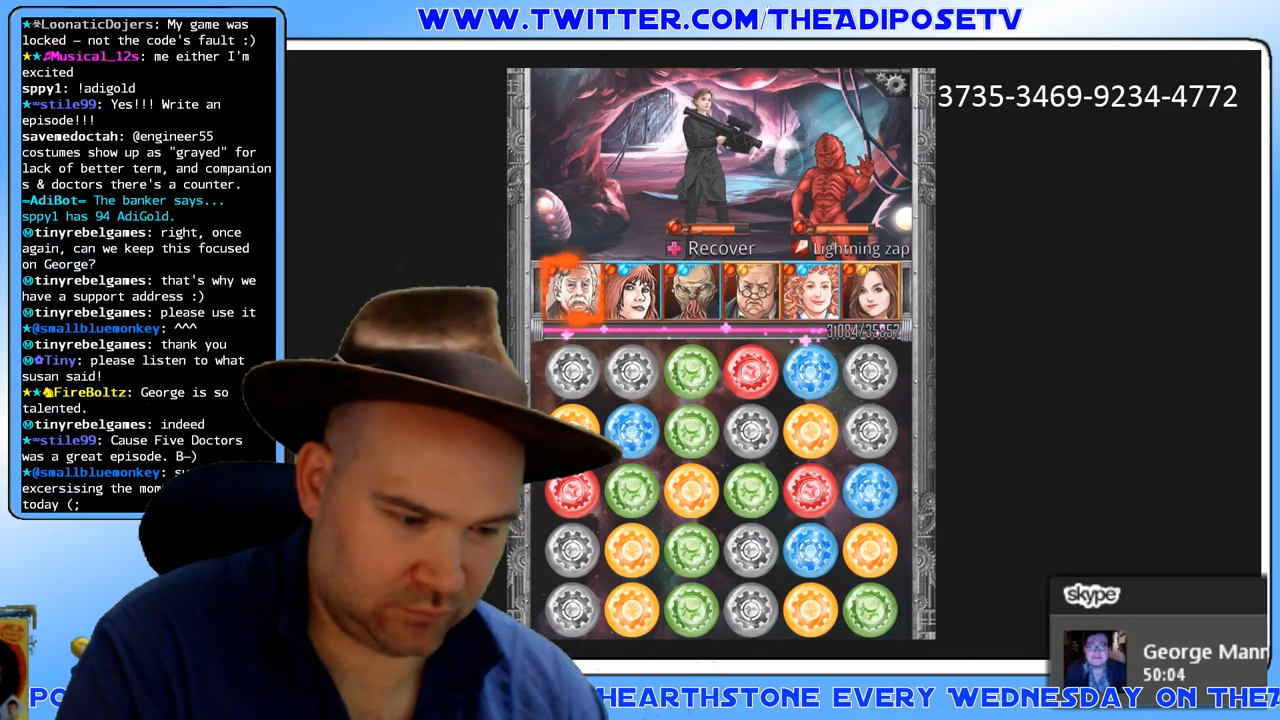 WWW.TWITTER.COM/THEADIPOSETV
LoonaticDojers: My game was
locked – not the code's fault :)
Musical_12s: me either I'm
excited
sppy1: !adigold
stile99: Yes!!! Write an
episode!!!
savemedoctah: @engineer55
costumes show up as "grayed" for
lack of better term, and companion
s & doctors there's a counter.
=AdiBot= The banker says...
sppy1 has 94 AdiGold.
tinyrebelgames: right, once
again, can we keep this focused
on George?
tinyrebelgames: that's why we
have a support address :)
tinyrebelgames: please use it
@smallbluemonkey: ^^^
tinyrebelgames: thank you
Tiny: please listen to what
susan said!
FireBoltz: George is so
talented.
tinyrebelgames: indeed
stile99: Cause Five Doctors
was a great episode. B–)
@smallbluemonkey:
excersising the
today (;
3735-3469-9234-4772
Recover
Lightning zap
skype
George Mann
50:04
HEARTHSTONE EVERY WEDNESDAY ON